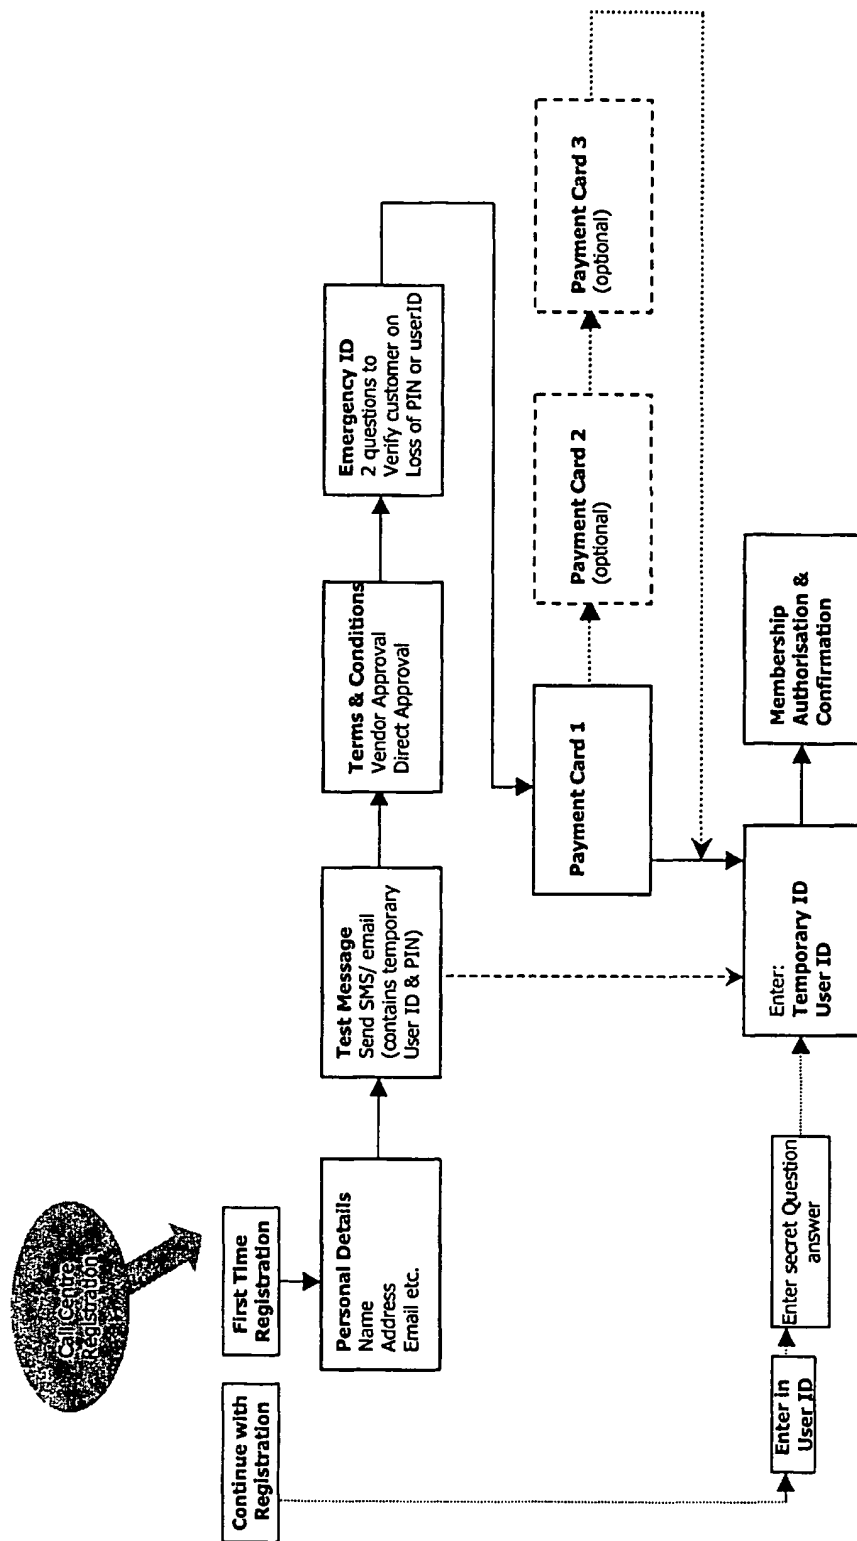 Call Centre
Registration
Continue with
Registration
First Time
Registration
Personal Details
Name
Address
Email etc.
Test Message
Send SMS/ email
(contains temporary
User ID & PIN)
Terms & Conditions
Vendor Approval
Direct Approval
Emergency ID
2 questions to
Verify customer on
Loss of PIN or userID
Payment Card 1
Payment Card 2
(optional)
Payment Card 3
(optional)
Enter in
User ID
Enter secret Question
answer
Enter:
Temporary ID
User ID
Membership
Authorisation &
Confirmation